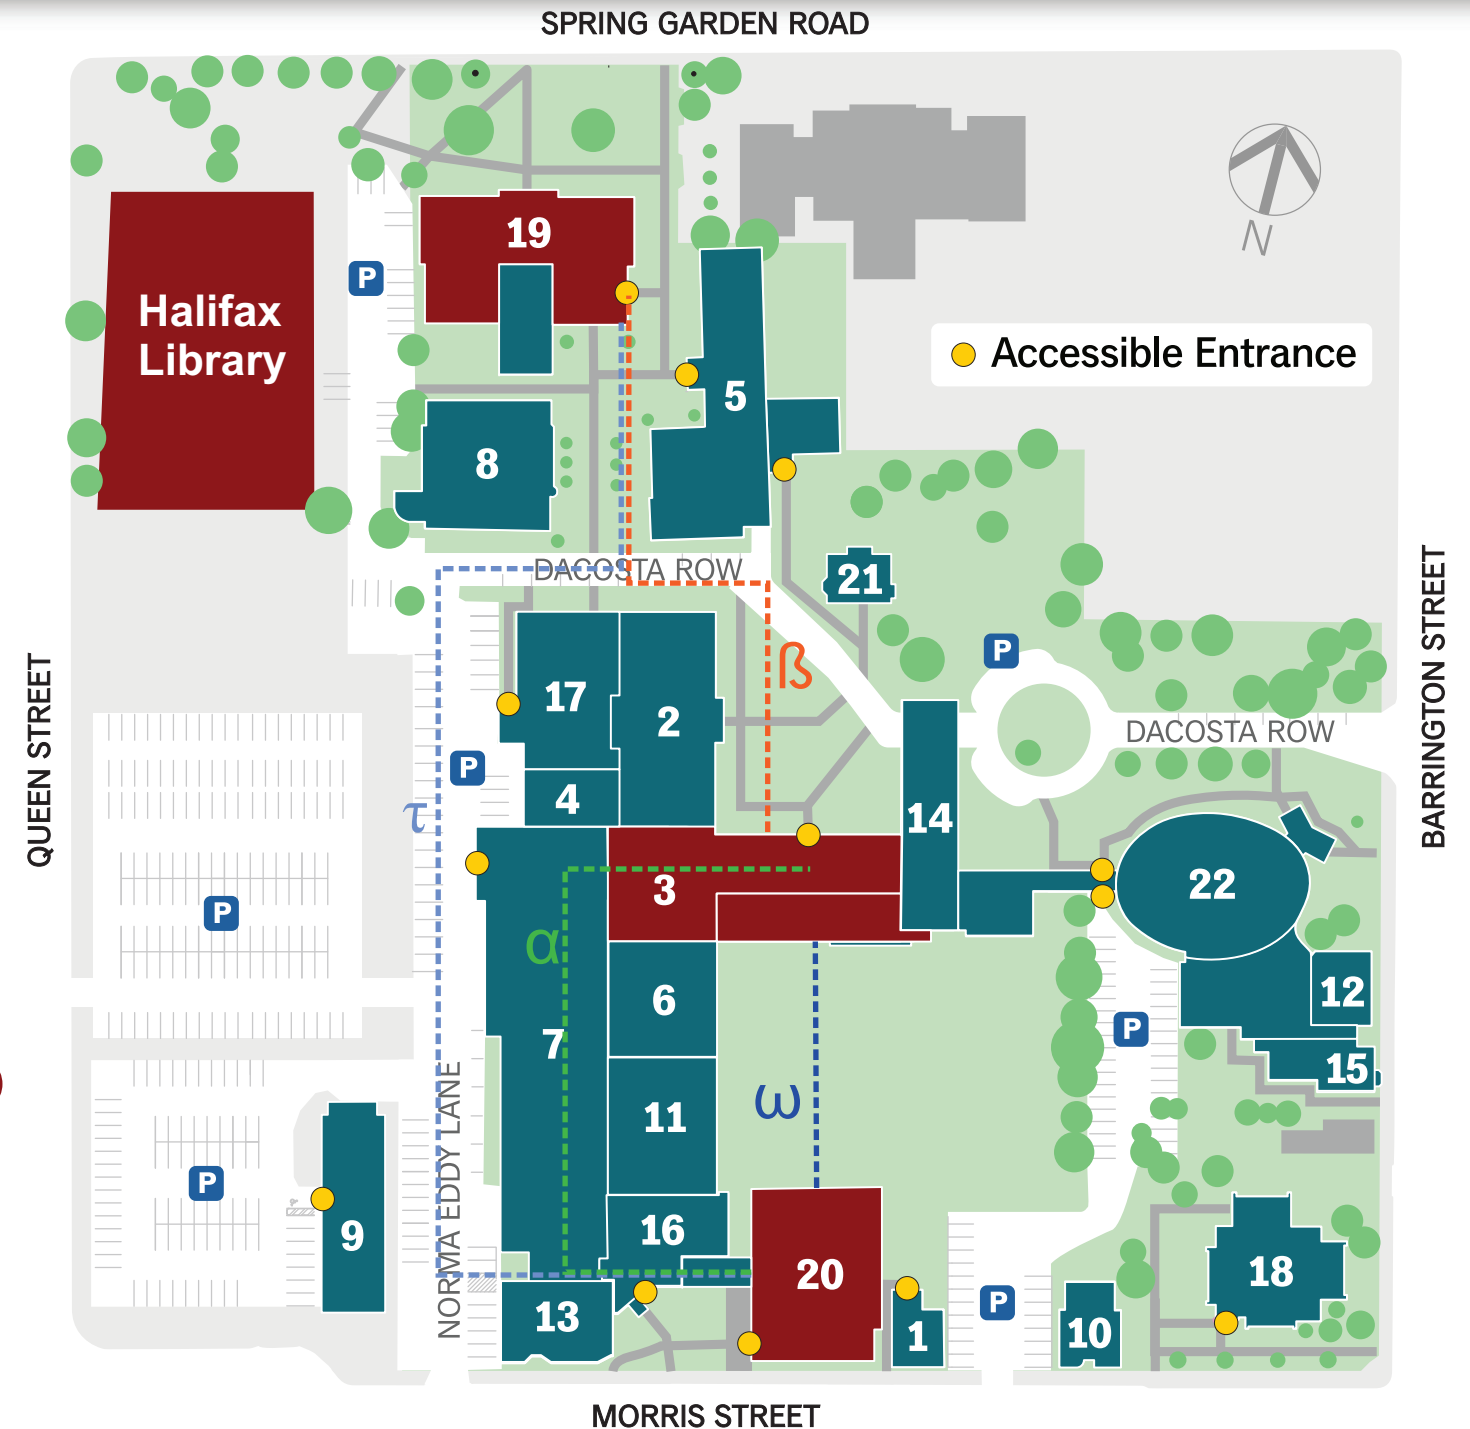 SPRING GARDEN ROAD
19
Halifax
Library
P
N
Accessible Entrance
5
8
DACOSTA ROW
21
ß
P
17
2
DACOSTA ROW
QUEEN STREET
BARRINGTON STREET
P
4
τ
14
3
22
P
α
6
12
7
P
15
ω
11
NORMA EDDY LANE
P
9
16
20
18
P
13
1
10
MORRIS STREET